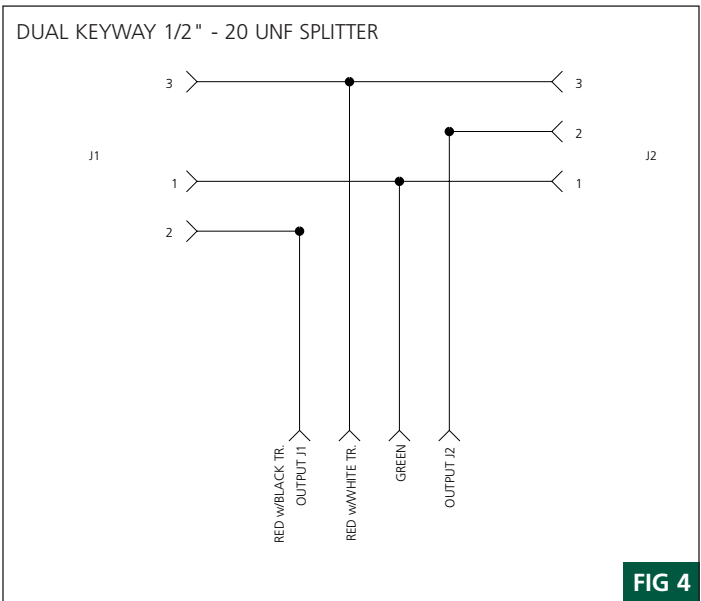 DUAL KEYWAY 1/2" - 20 UNF SPLITTER
3
3
2
J1
J2
1
1
2
RED w/BLACK TR.
OUTPUT J1
RED w/WHITE TR.
GREEN
OUTPUT J2
FIG 4